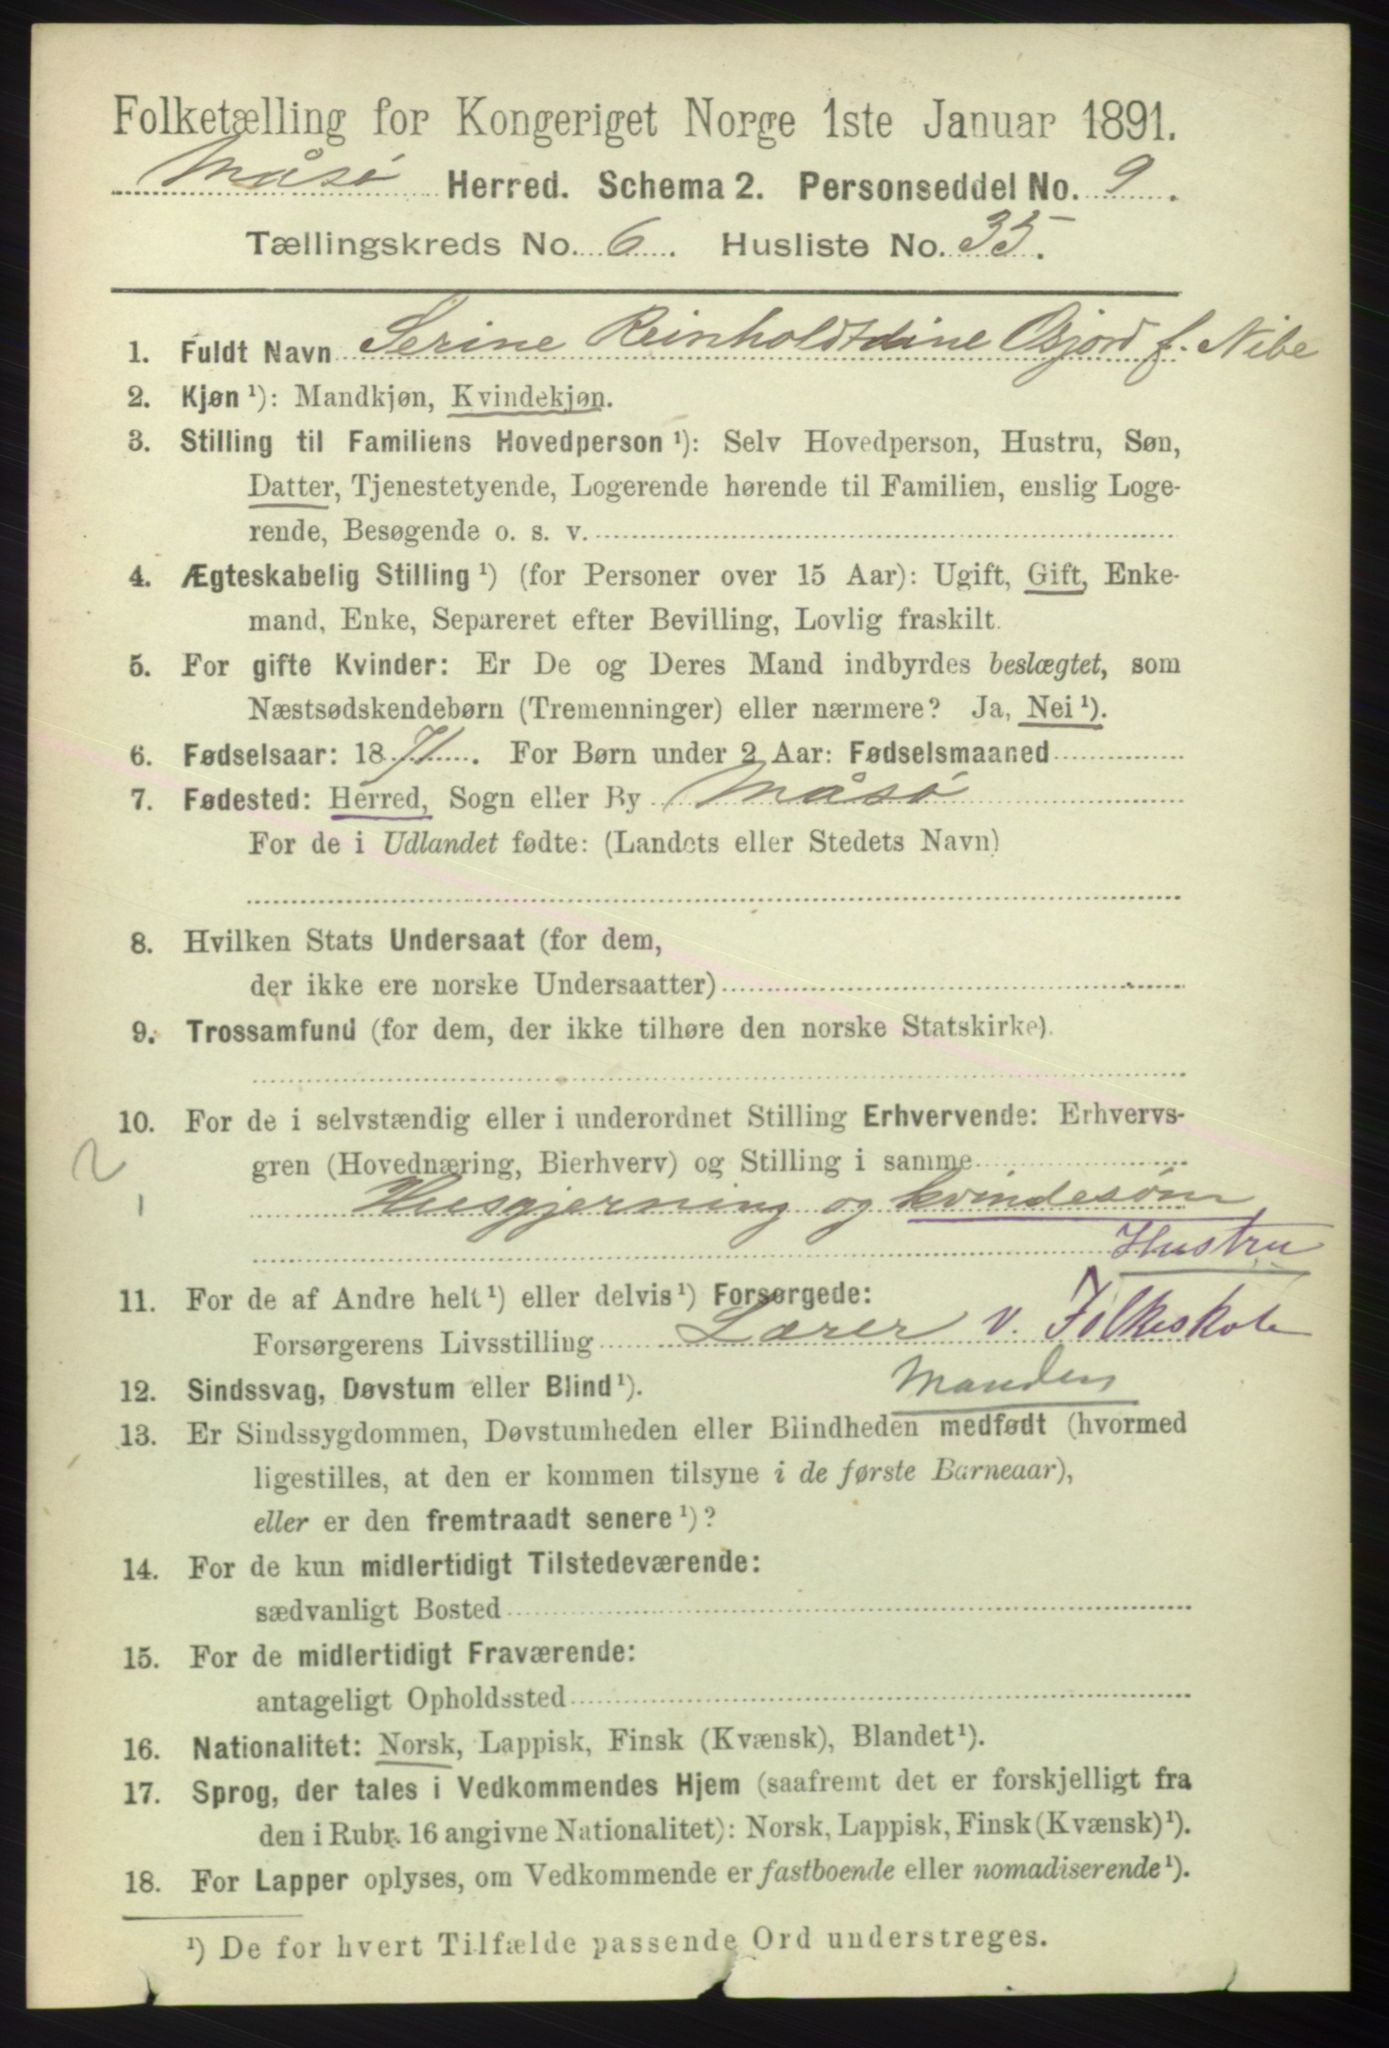 Folketælling for Kongeriget Norge 1ste Januar 1891.
Måsø Herred. Schema 2. Personseddel No. 9.
Tællingskreds No. 6. Husliste No. 35.
1. Fuldt Navn Serine Reinholdtdine Osjord f. Nibe
2. Kjøn ¹): Mandkjøn, Kvindekjøn.
3. Stilling til Familiens Hovedperson ¹): Selv Hovedperson, Hustru, Søn,
Datter, Tjenestetyende, Logerende hørende til Familien, enslig Loge-
rende, Besøgende o. s. v.
4. Ægteskabelig Stilling ¹) (for Personer over 15 Aar): Ugift, Gift, Enke-
mand, Enke, Separeret efter Bevilling, Lovlig fraskilt.
5. For gifte Kvinder: Er De og Deres Mand indbyrdes beslægtet, som
Næstsødskendebørn (Tremenninger) eller nærmere? Ja, Nei ¹).
6. Fødselsaar: 1871. For Børn under 2 Aar: Fødselsmaaned
7. Fødested: Herred, Sogn eller By Måsø
For de i Udlandet fødte: (Landets eller Stedets Navn)
8. Hvilken Stats Undersaat (for dem,
der ikke ere norske Undersaatter)
9. Trossamfund (for dem, der ikke tilhøre den norske Statskirke).
10. For de i selvstændig eller i underordnet Stilling Erhvervende: Erhvervs-
2 gren (Hovednæring, Bierhverv) og Stilling i samme
1 Husgjerning og kvindesøm
Hustru
11. For de af Andre helt ¹) eller delvis ¹) Forsørgede:
Forsørgerens Livsstilling Lærer v. Folkeskole
12. Sindssvag, Døvstum eller Blind ¹). Manden
13. Er Sindssygdommen, Døvstumheden eller Blindheden medfødt (hvormed
ligestilles, at den er kommen tilsyne i de første Barneaar),
eller er den fremtraadt senere ¹)?
14. For de kun midlertidigt Tilstedeværende:
sædvanligt Bosted
15. For de midlertidigt Fraværende:
antageligt Opholdssted
16. Nationalitet: Norsk, Lappisk, Finsk (Kvænsk), Blandet ¹).
17. Sprog, der tales i Vedkommendes Hjem (saafremt det er forskjelligt fra
den i Rubr. 16 angivne Nationalitet): Norsk, Lappisk, Finsk (Kvænsk) ¹).
18. For Lapper oplyses, om Vedkommende er fastboende eller nomadiserende ¹).
¹) De for hvert Tilfælde passende Ord understreges.